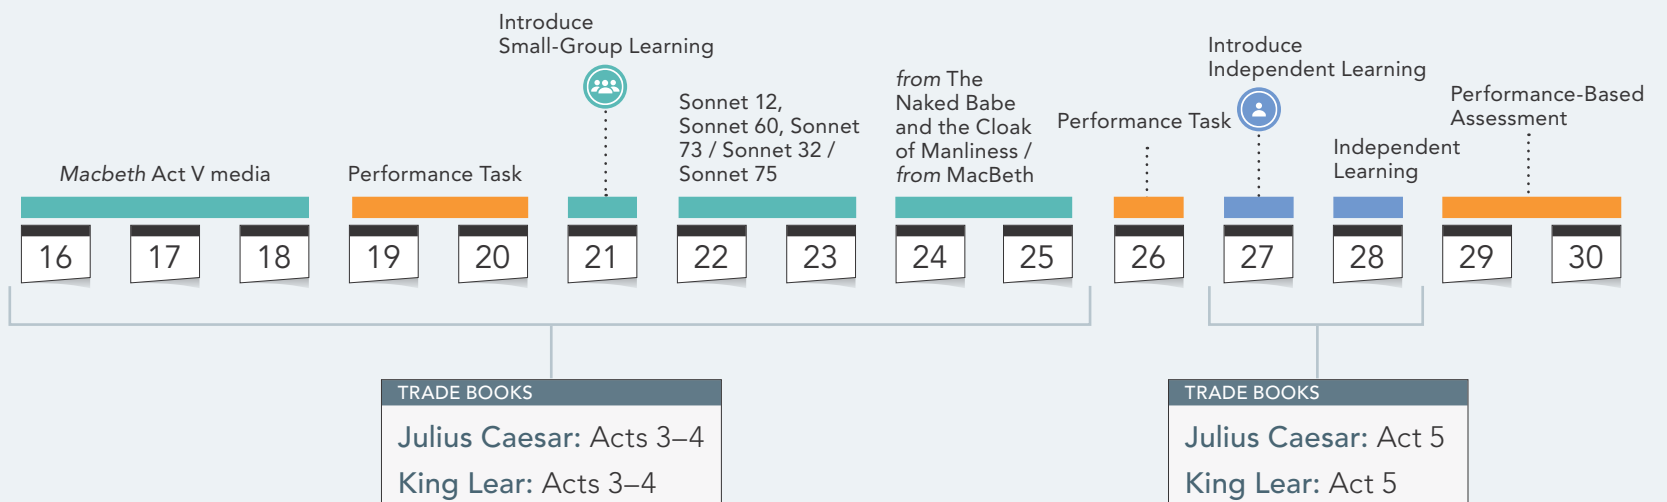 Introduce
Small-Group Learning
Introduce
Independent Learning
Macbeth Act V media
Performance Task
Sonnet 12,
Sonnet 60, Sonnet
73 / Sonnet 32 /
Sonnet 75
from The
Naked Babe
and the Cloak
of Manliness /
from MacBeth
Performance Task
Independent
Learning
Performance-Based
Assessment
16 17 18 19 20 21 22 23 24 25 26 27 28 29 30
TRADE BOOKS
Julius Caesar: Acts 3–4
King Lear: Acts 3–4
TRADE BOOKS
Julius Caesar: Act 5
King Lear: Act 5